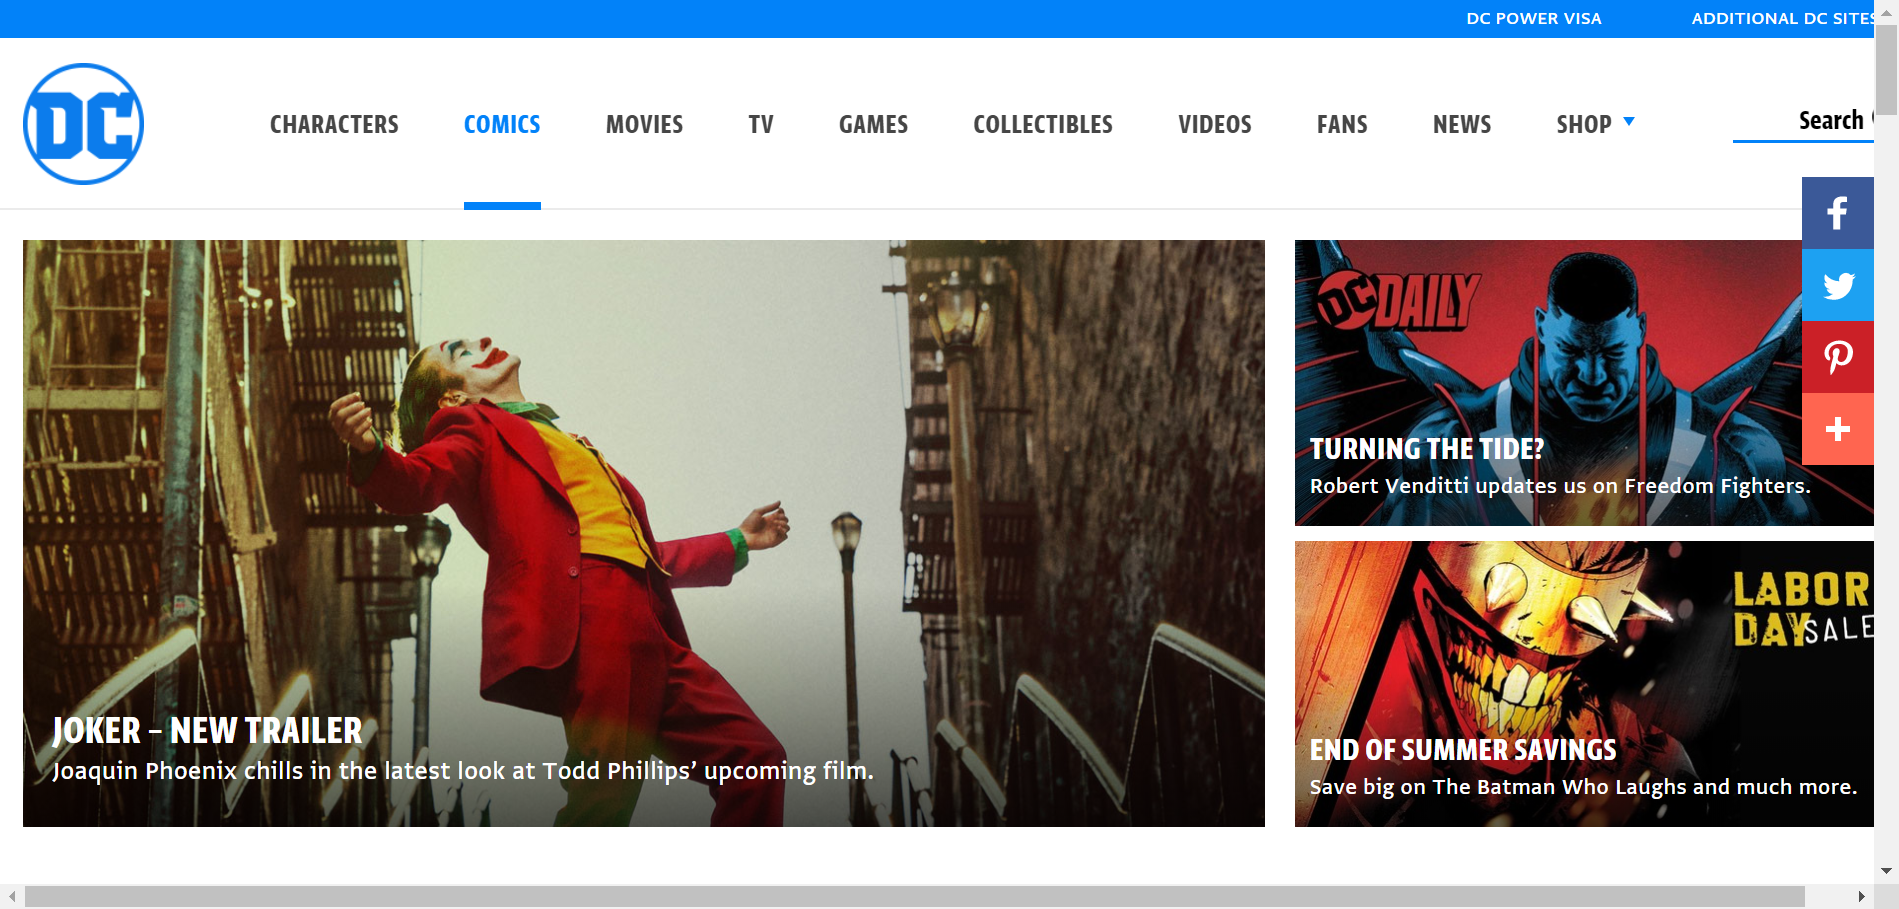 DC POWER VISA ADDITIONAL DC SITES
DC
CHARACTERS COMICS MOVIES TV GAMES COLLECTIBLES VIDEOS FANS NEWS SHOP
Search
JOKER – NEW TRAILER
Joaquin Phoenix chills in the latest look at Todd Phillips’ upcoming film.
DC DAILY
TURNING THE TIDE?
Robert Venditti updates us on Freedom Fighters.
LABOR
DAY SALE
END OF SUMMER SAVINGS
Save big on The Batman Who Laughs and much more.